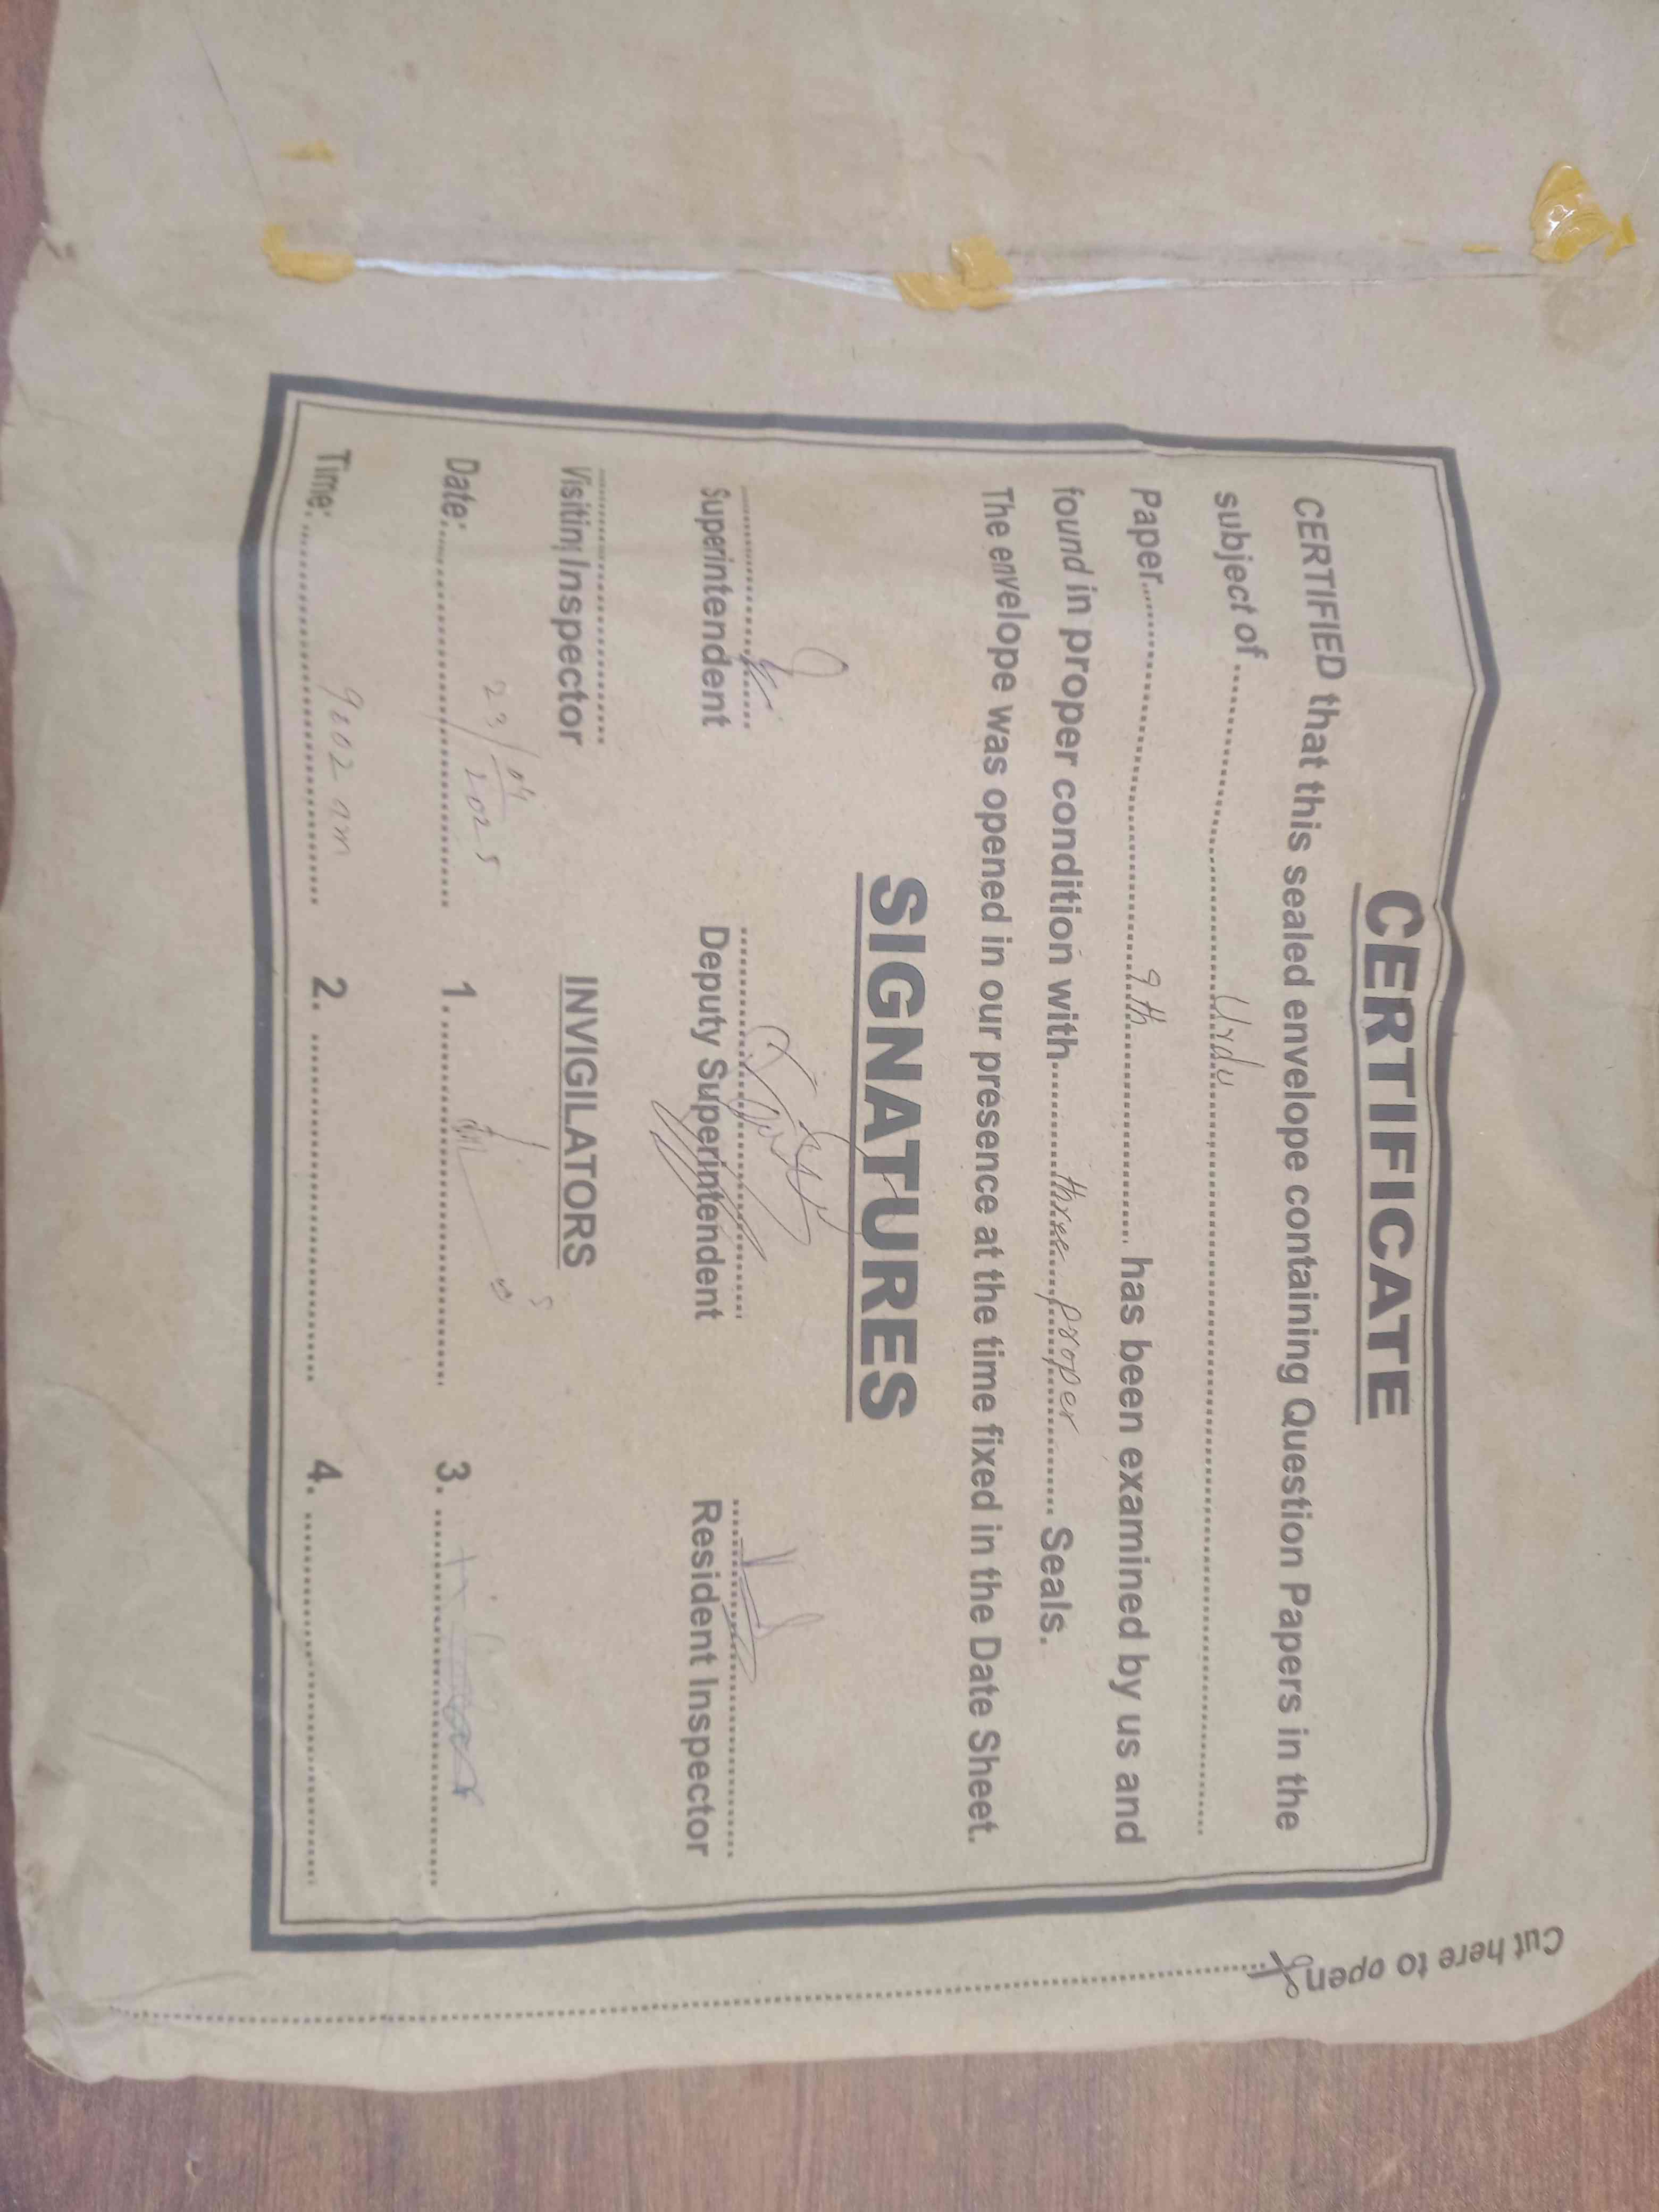 CERTIFICATE
CERTIFIED that this sealed envelope containing Question Papers in the
subject of ............ Urdu ............
Paper ............ 9th ............ has been examined by us and
found in proper condition with ............ three proper ............ Seals.
The envelope was opened in our presence at the time fixed in the Date Sheet.
SIGNATURES
Superintendent Deputy Superintendent Resident Inspector
Visiting Inspector INVIGILATORS
Date: 23/04/2025 1. 3.
Time: 9:02 am 2. 4.
Cut here to open